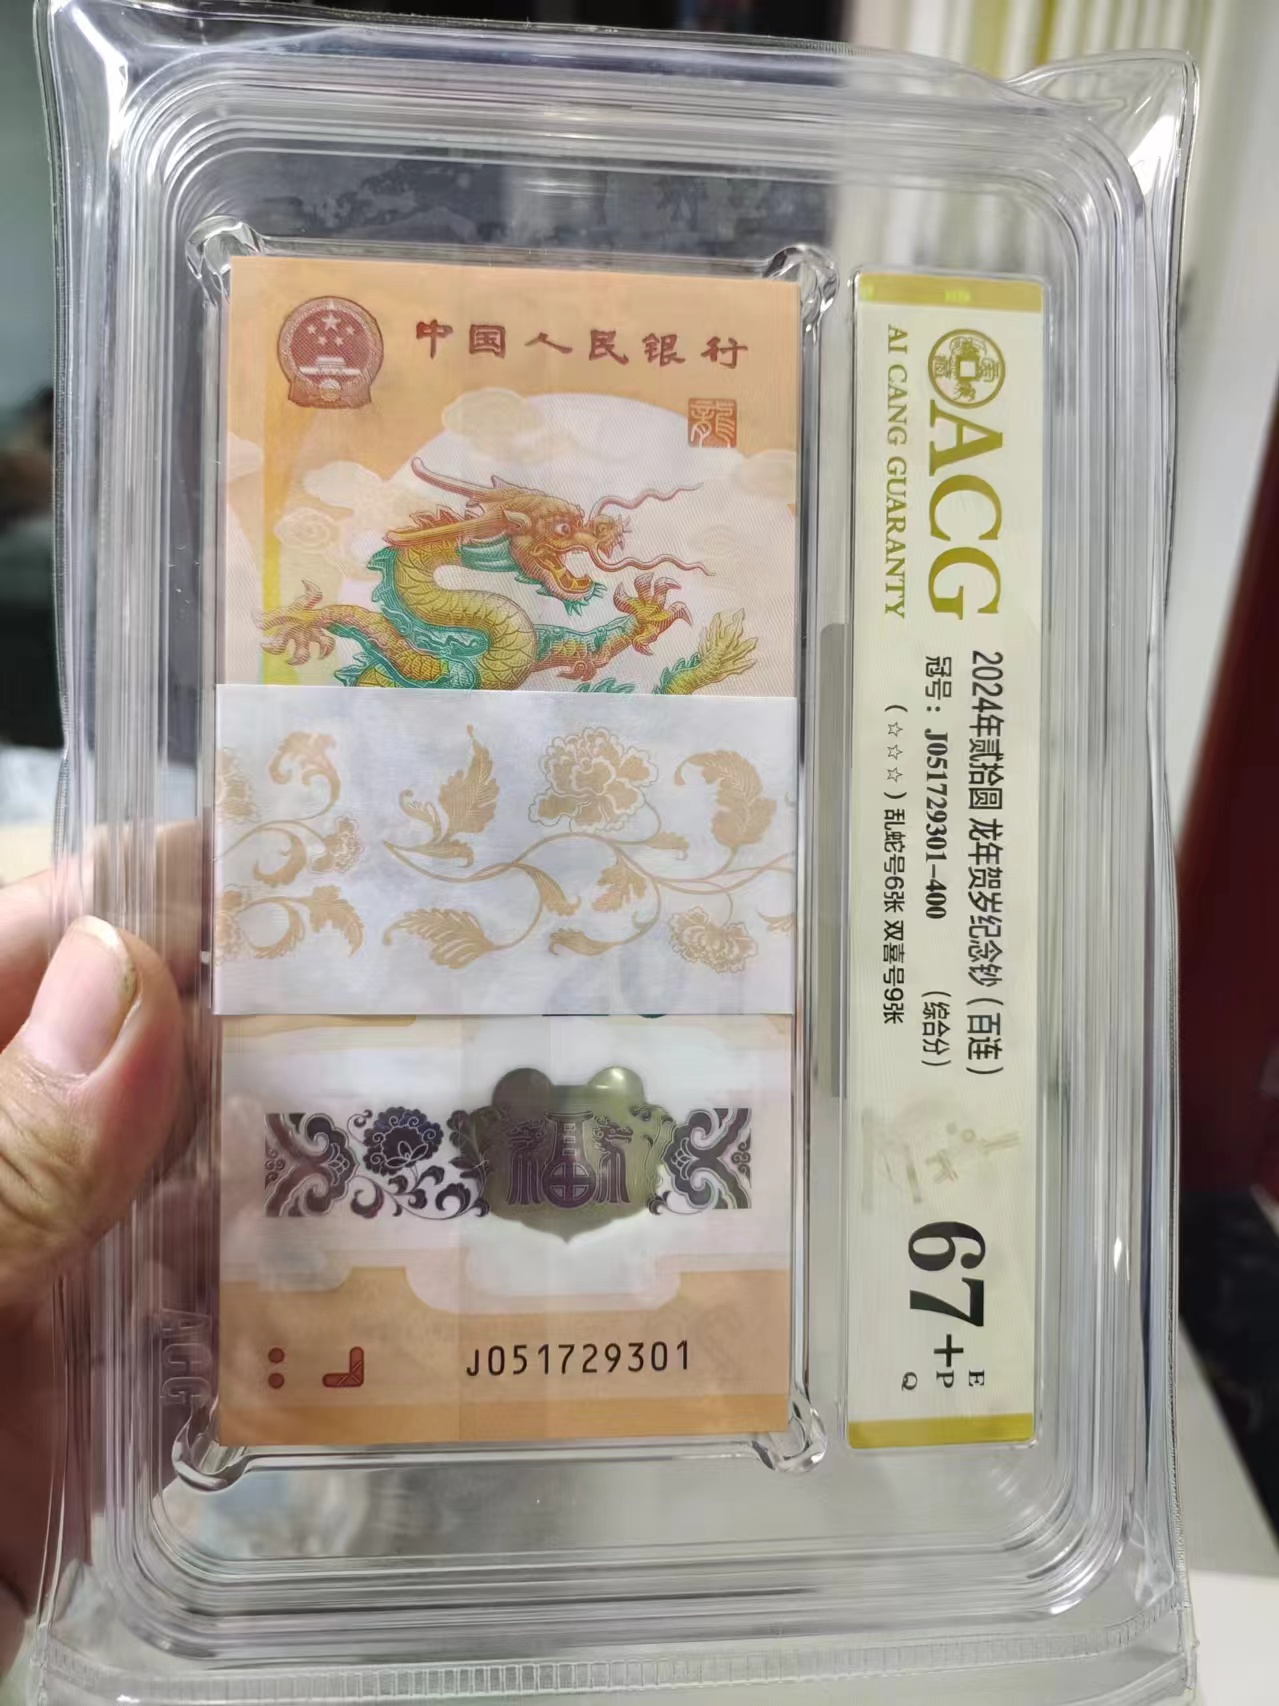 中国人民银行
龍
福
J051729301
ACG
AI CANG GUARANTY
2024年贰拾圆 龙年贺岁纪念钞（百连）
冠号：J051729301-400 （综合分）
（☆☆☆）乱蛇号6张 双喜号9张
67+
E
P
Q
ACG